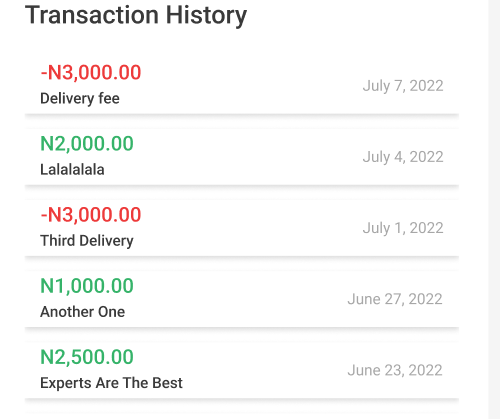 Transaction History
-N3,000.00
Delivery fee
July 7, 2022
N2,000.00
Lalalalala
July 4, 2022
-N3,000.00
Third Delivery
July 1, 2022
N1,000.00
Another One
June 27, 2022
N2,500.00
Experts Are The Best
June 23, 2022